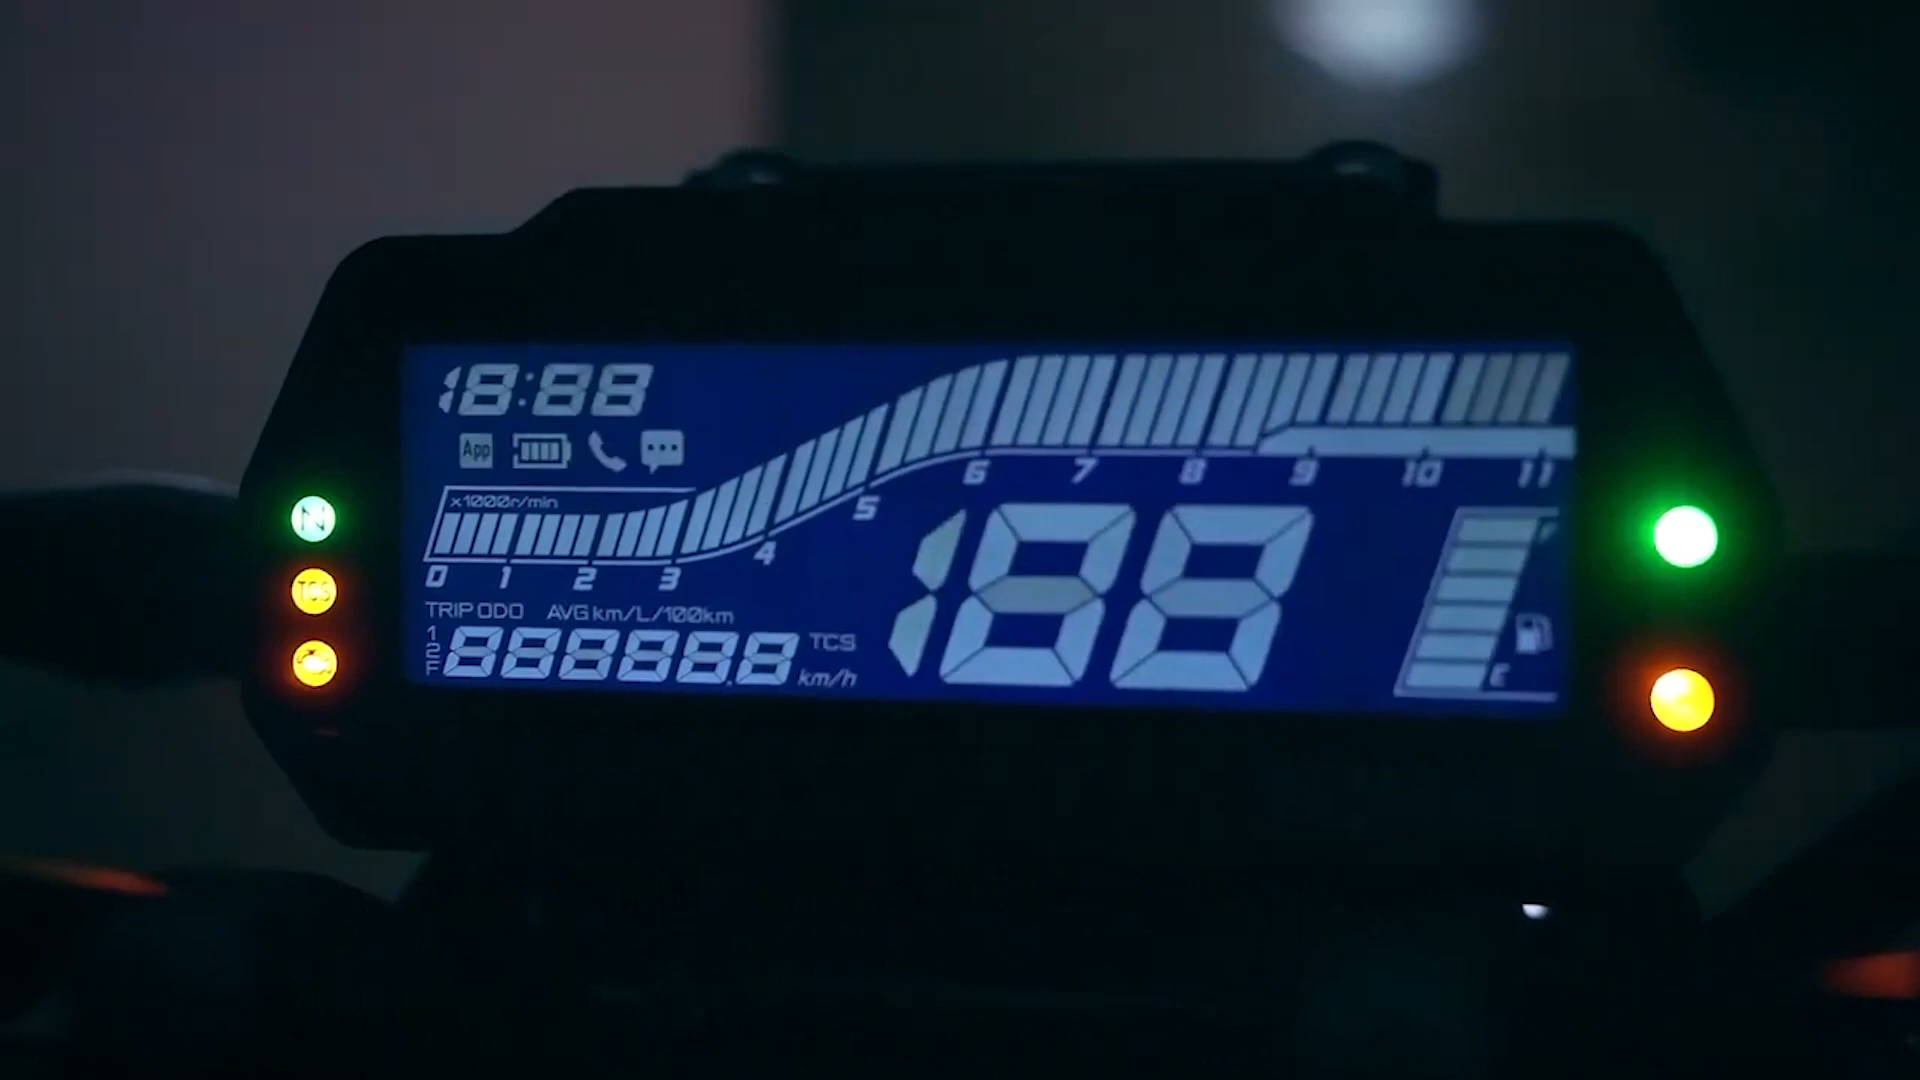 18:88
App
x1000r/min
0 1 2 3 4 5 6 7 8 9 10 11
N
TCS
TRIP ODO AVG km/L/100km
1
2
F
888888.8
TCS
km/h
188
F
E